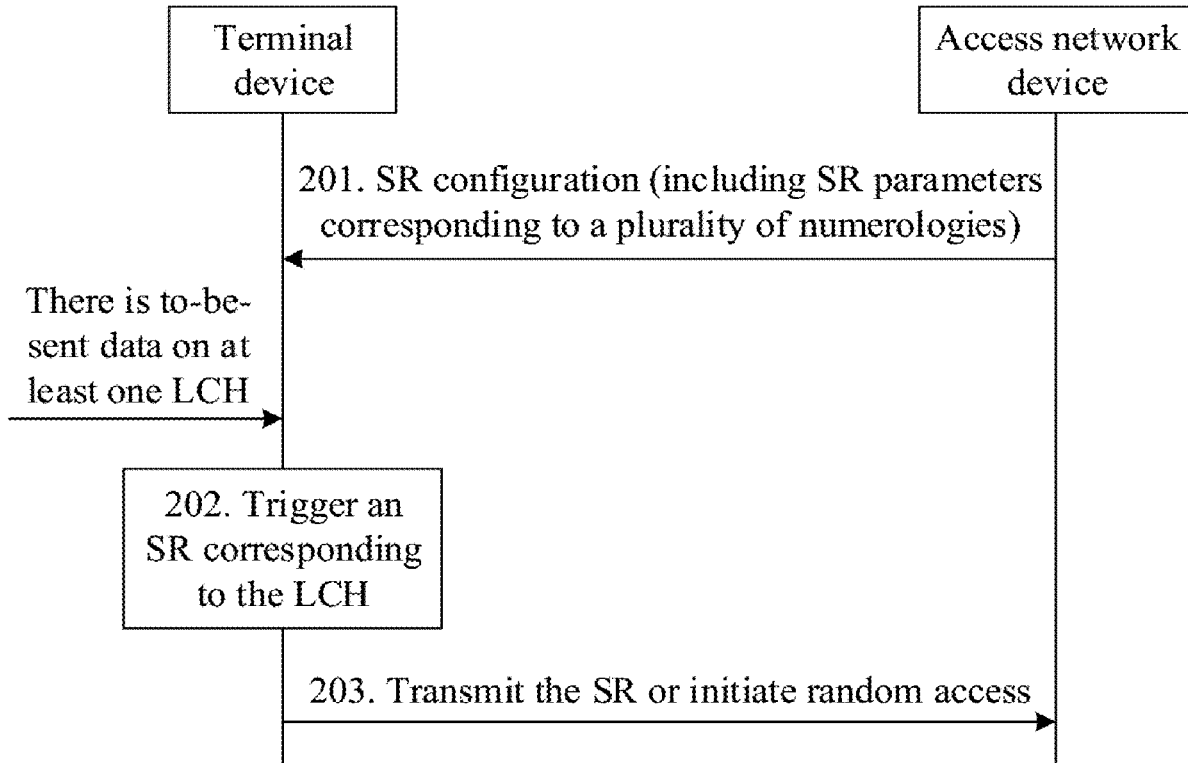 Terminal
device
Access network
device
201. SR configuration (including SR parameters
corresponding to a plurality of numerologies)
There is to-be-
sent data on at
least one LCH
202. Trigger an
SR corresponding
to the LCH
203. Transmit the SR or initiate random access